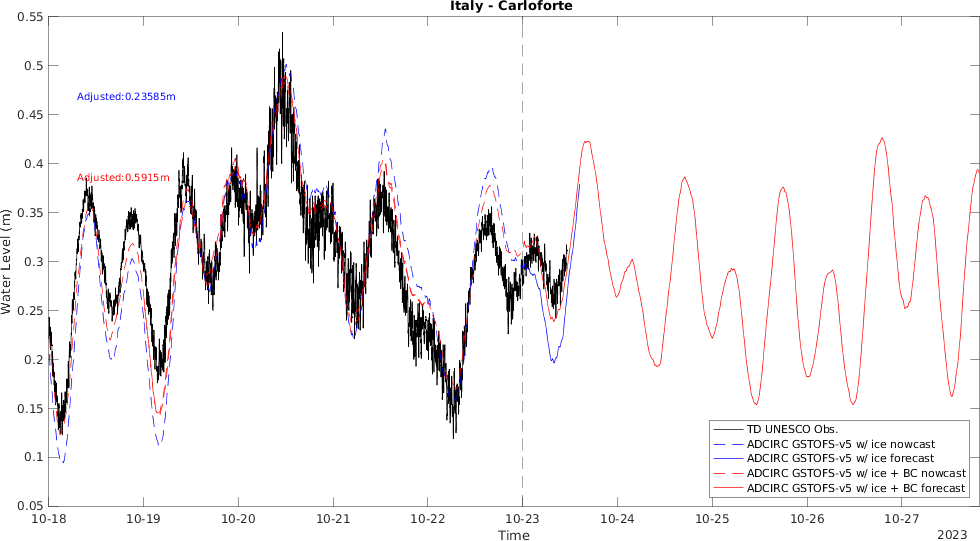 Italy - Carloforte
0.55
0.5
0.45
0.4
0.35
0.3
0.25
0.2
0.15
0.1
0.05
Water Level (m)
Adjusted:0.23585m
Adjusted:0.5915m
TD UNESCO Obs.
ADCIRC GSTOFS-v5 w/ ice nowcast
ADCIRC GSTOFS-v5 w/ ice forecast
ADCIRC GSTOFS-v5 w/ ice + BC nowcast
ADCIRC GSTOFS-v5 w/ ice + BC forecast
10-18 10-19 10-20 10-21 10-22 10-23 10-24 10-25 10-26 10-27
Time
2023